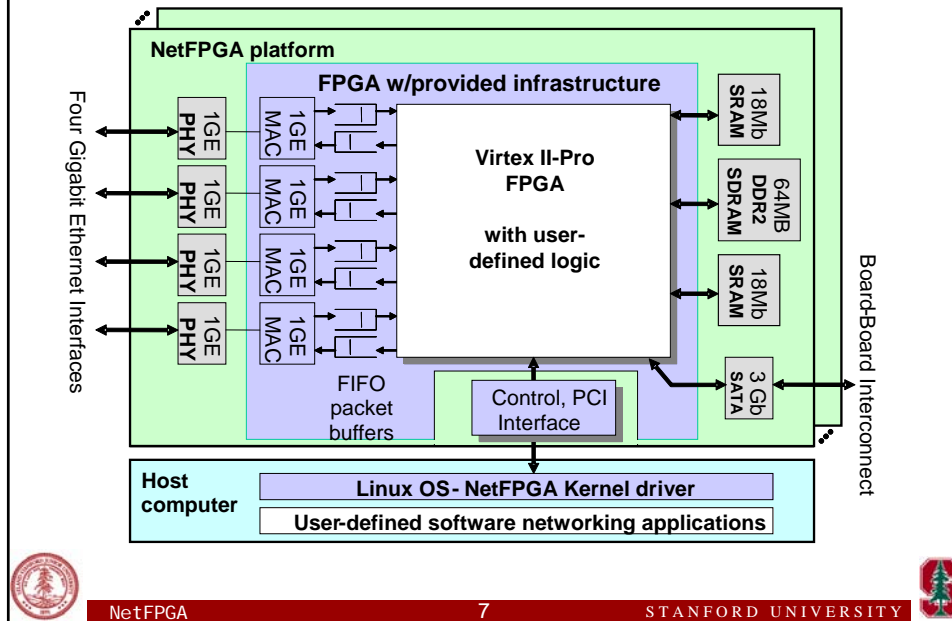 NetFPGA platform
FPGA w/provided infrastructure
Four Gigabit Ethernet Interfaces
1GE
PHY
1GE
MAC
1GE
PHY
1GE
MAC
1GE
PHY
1GE
MAC
1GE
PHY
1GE
MAC
FIFO
packet
buffers
Virtex II-Pro
FPGA
with user-
defined logic
18Mb
SRAM
64MB
DDR2
SDRAM
18Mb
SRAM
3 Gb
SATA
Board-Board Interconnect
Control, PCI
Interface
Host
computer
Linux OS- NetFPGA Kernel driver
User-defined software networking applications
NetFPGA
7
STANFORD UNIVERSITY